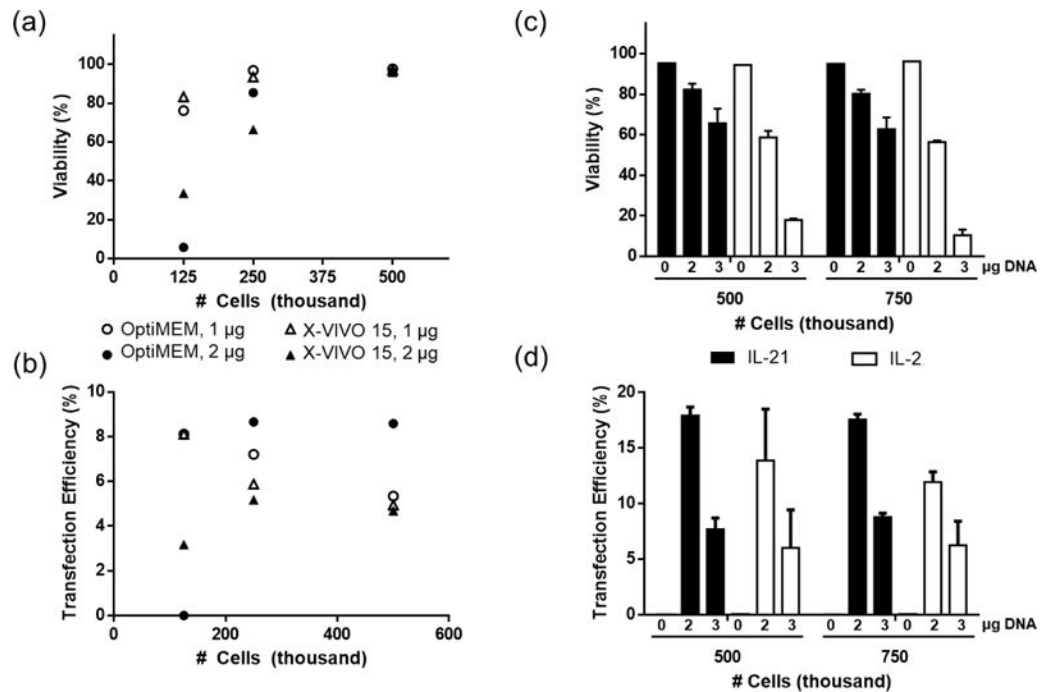 (a)
100
80
60
40
20
0
Viability (%)
0 125 250 375 500
# Cells (thousand)
OptiMEM, 1 µg X-VIVO 15, 1 µg
OptiMEM, 2 µg X-VIVO 15, 2 µg
(b)
10
8
6
4
2
0
Transfection Efficiency (%)
0 200 400 600
# Cells (thousand)
(c)
100
80
60
40
20
0
Viability (%)
0 2 3 0 2 3 0 2 3 0 2 3 µg DNA
500 750
# Cells (thousand)
(d) IL-21 IL-2
20
15
10
5
0
Transfection Efficiency (%)
0 2 3 0 2 3 0 2 3 0 2 3 µg DNA
500 750
# Cells (thousand)